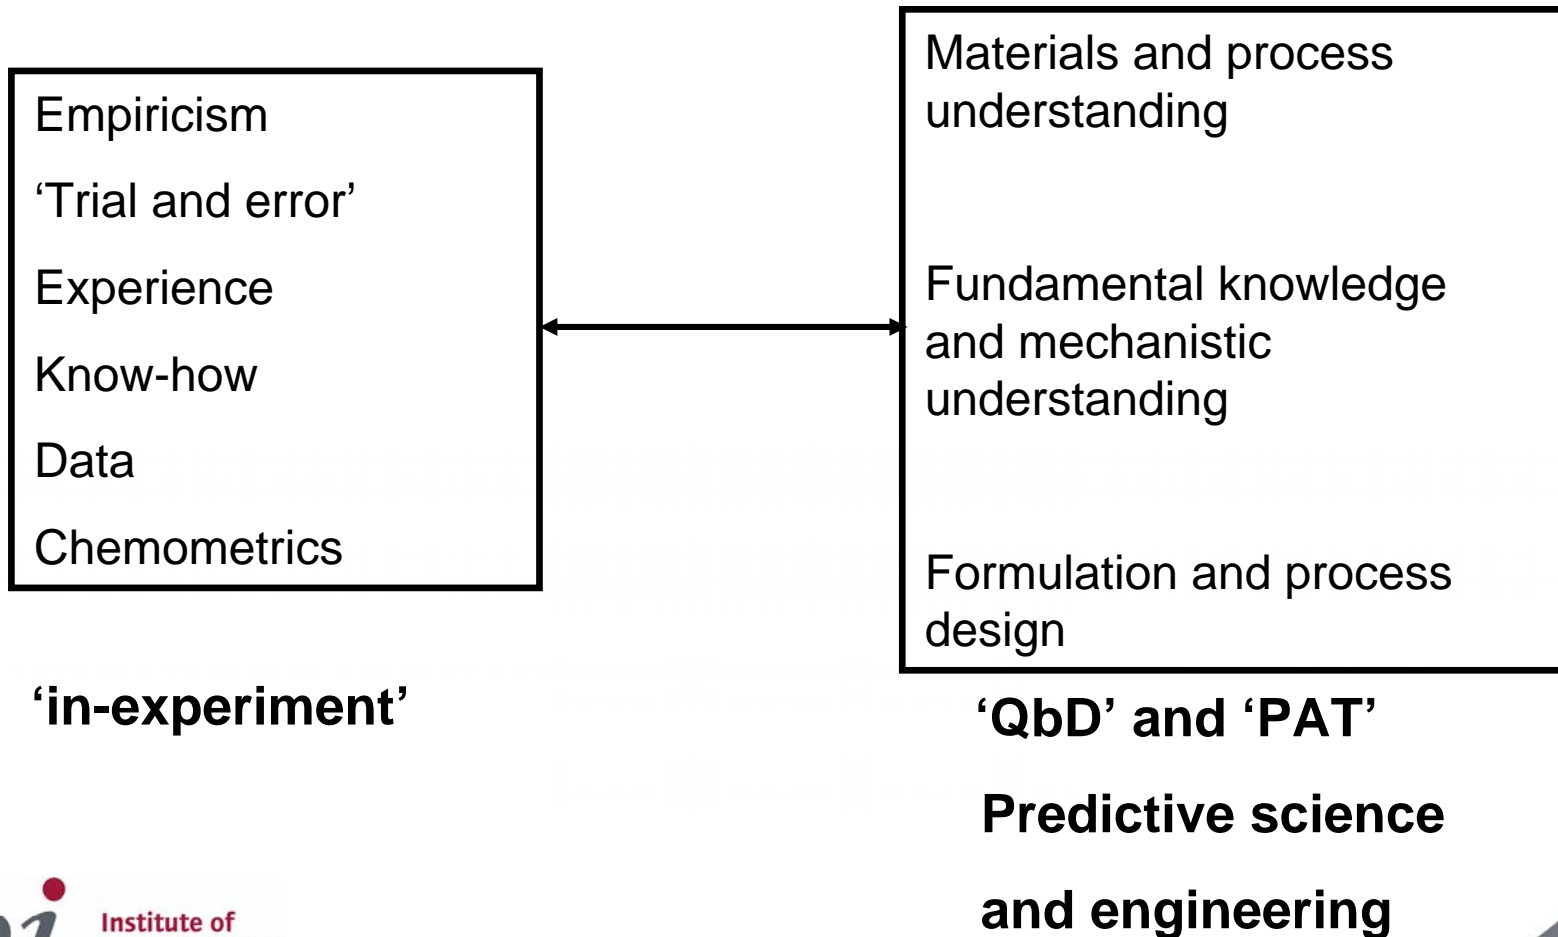 Empiricism
‘Trial and error’
Experience
Know-how
Data
Chemometrics
‘in-experiment’
Materials and process
understanding
Fundamental knowledge
and mechanistic
understanding
Formulation and process
design
‘QbD’ and ‘PAT’
Predictive science
and engineering
Institute of